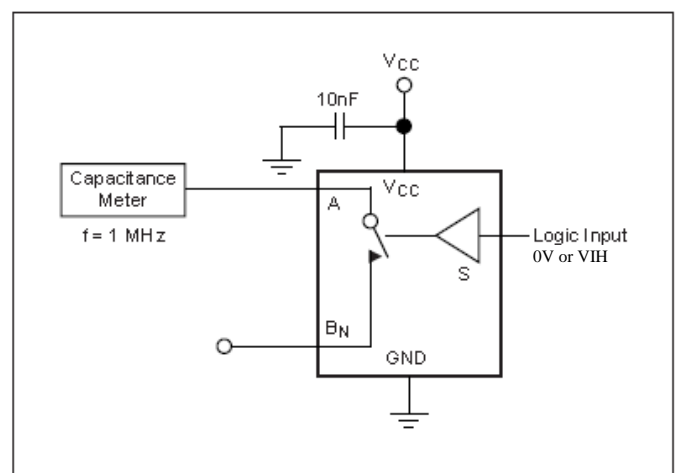 VCC
10nF
Capacitance
Meter
f = 1 MHz
VCC
A
S
Logic Input
0V or VIH
BN
GND